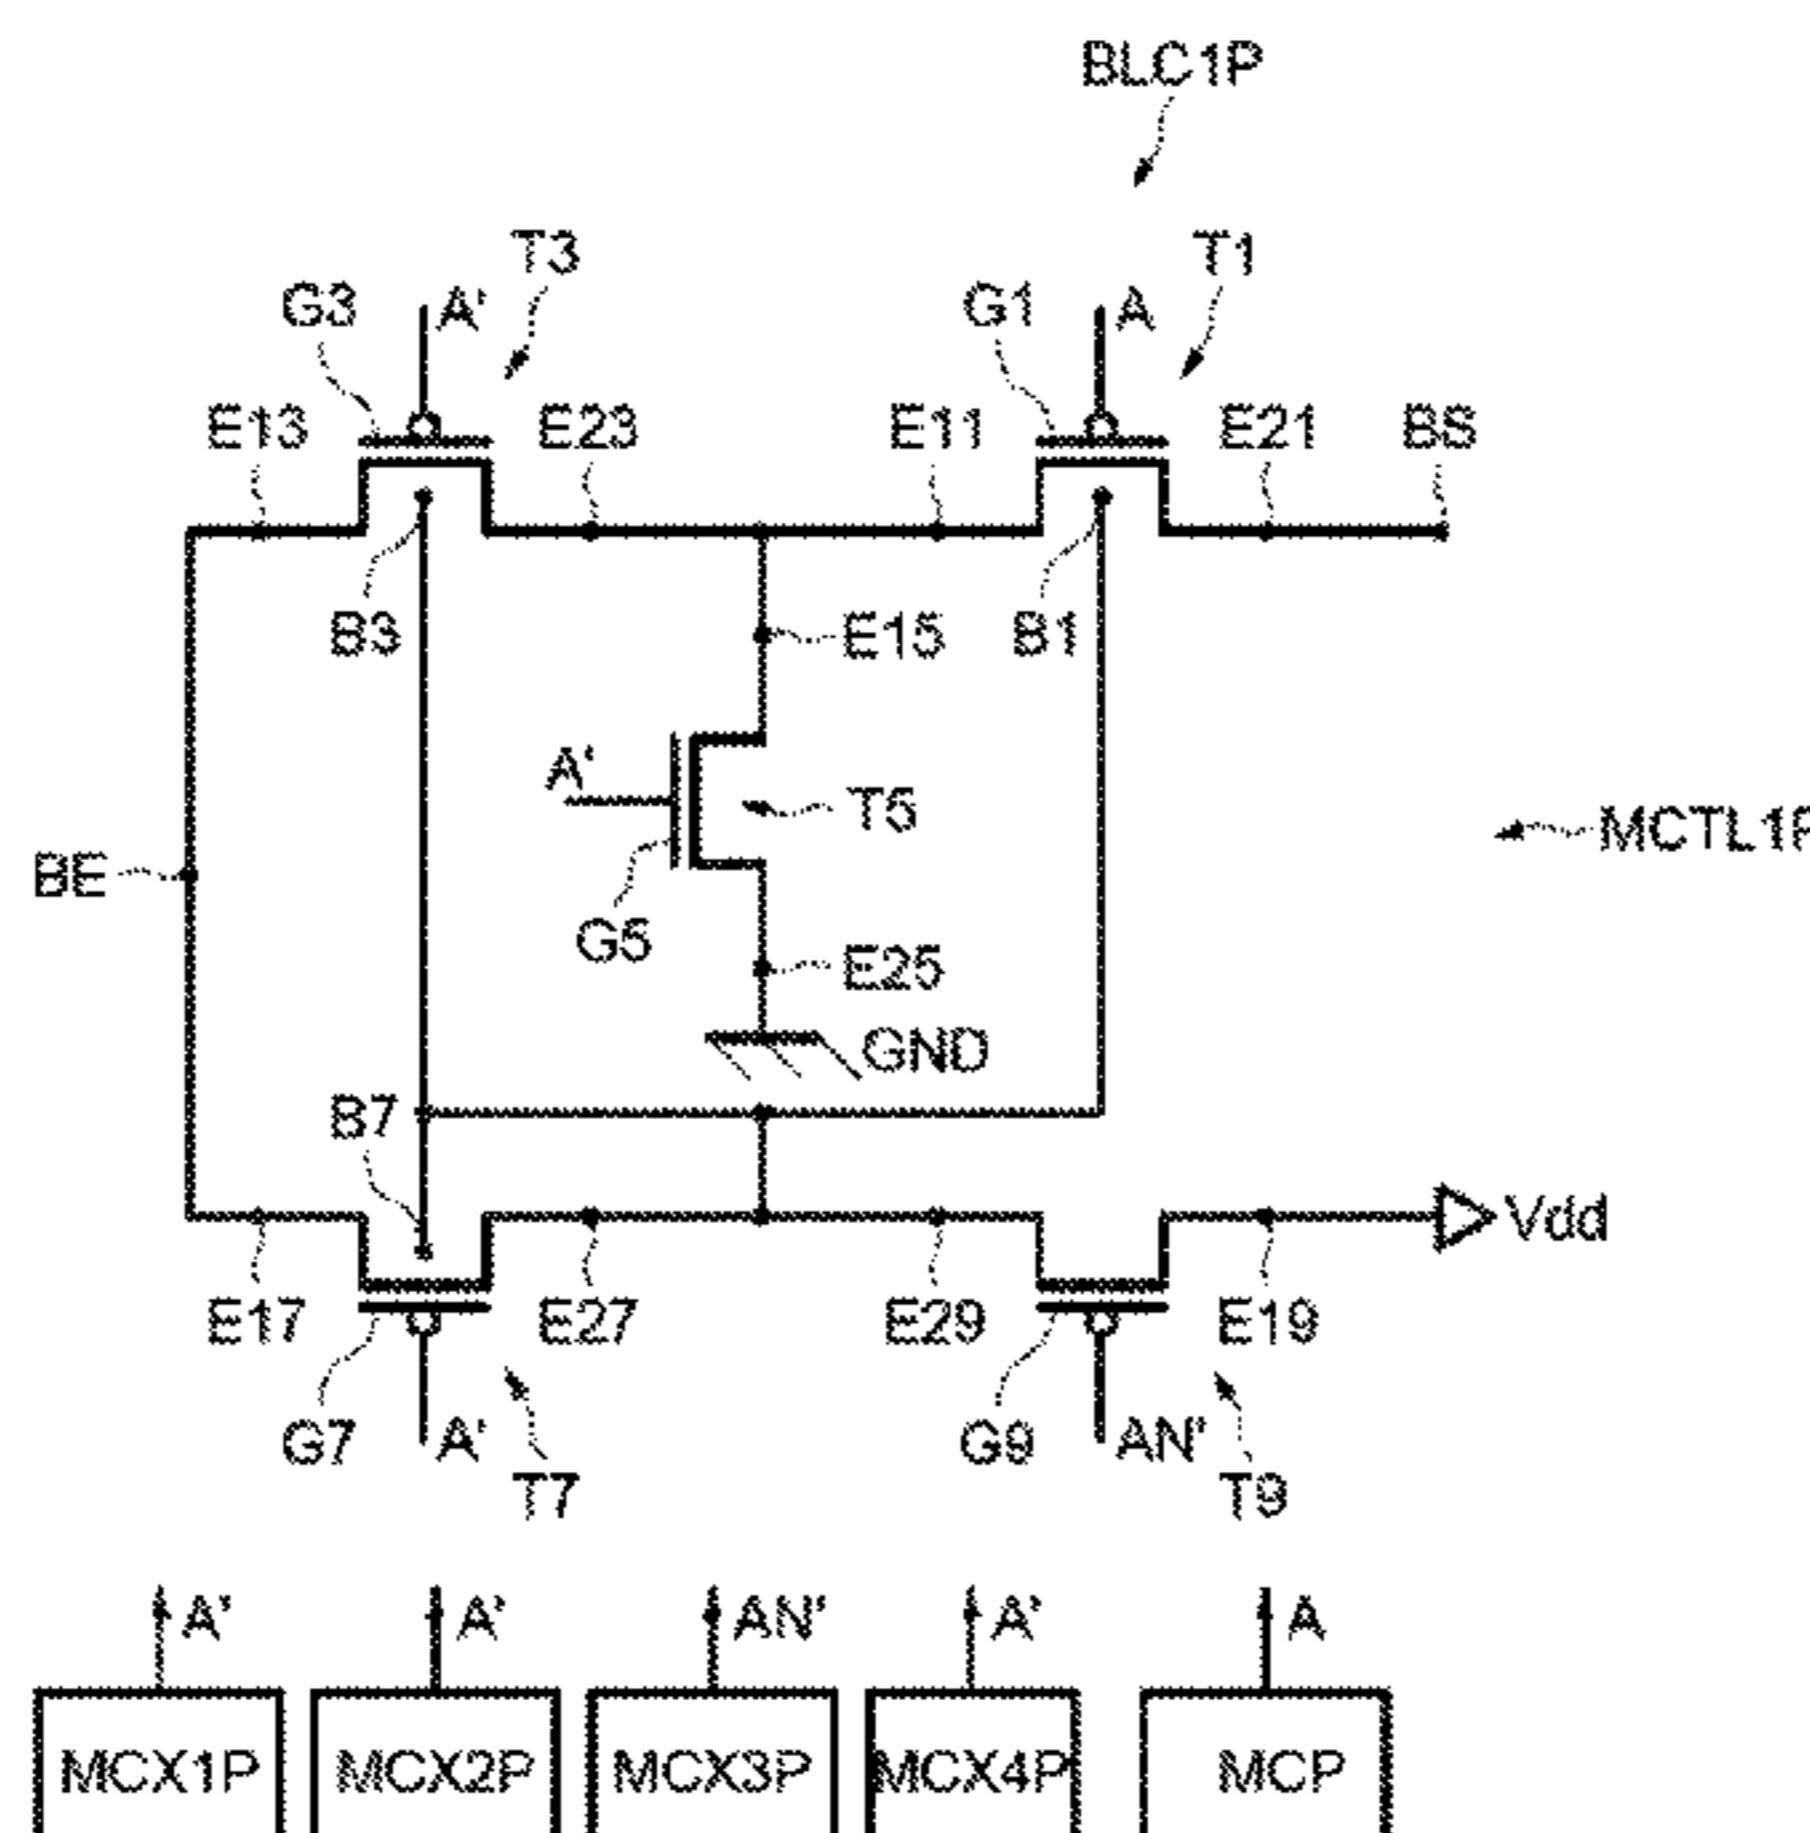 BLC1P
T3
T1
G3
A'
G1
A
E13
E23
E11
E21
BS
B3
E15
B1
A'
T5
MCTL1P
BE
G5
E25
GND
B7
Vdd
E17
E27
E29
E19
G7
A'
G9
AN'
T7
T9
A'
A'
AN'
A'
A
MCX1P
MCX2P
MCX3P
MCX4P
MCP